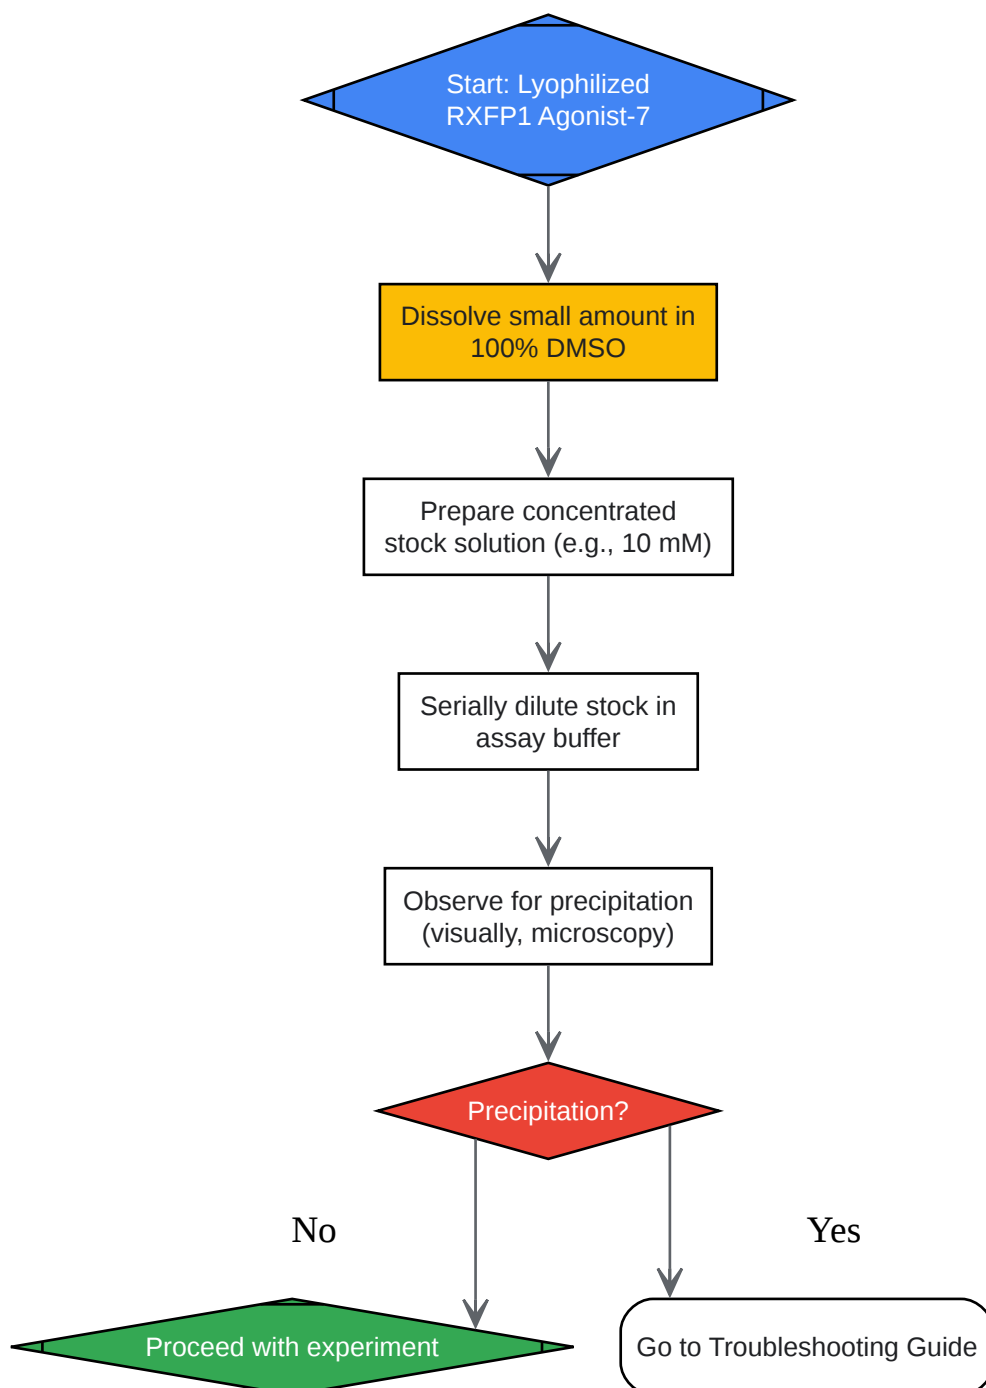 Start: Lyophilized
RXFP1 Agonist-7
Dissolve small amount in
100% DMSO
Prepare concentrated
stock solution (e.g., 10 mM)
Serially dilute stock in
assay buffer
Observe for precipitation
(visually, microscopy)
Precipitation?
No
Yes
Proceed with experiment
Go to Troubleshooting Guide